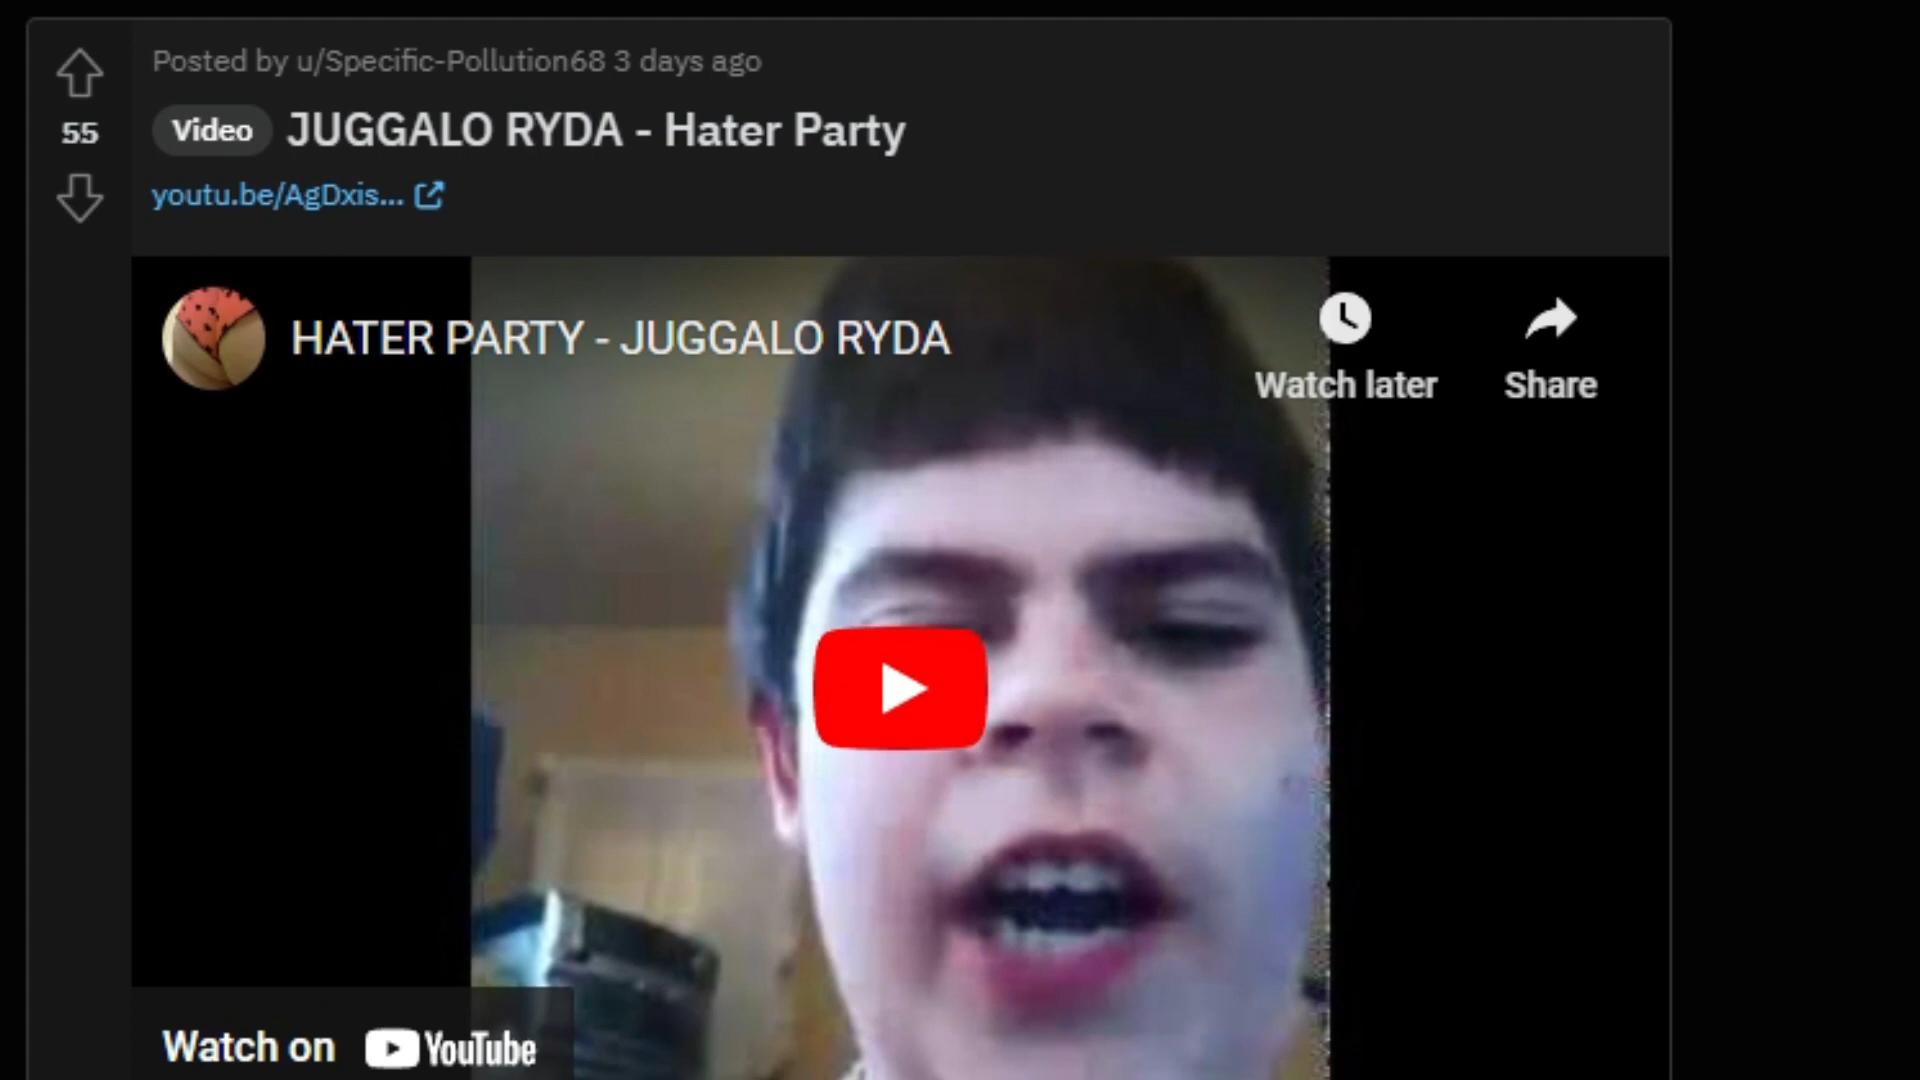 Posted by u/Specific-Pollution68 3 days ago
55
Video JUGGALO RYDA - Hater Party
youtu.be/AgDxis...
HATER PARTY - JUGGALO RYDA
Watch later
Share
Watch on YouTube